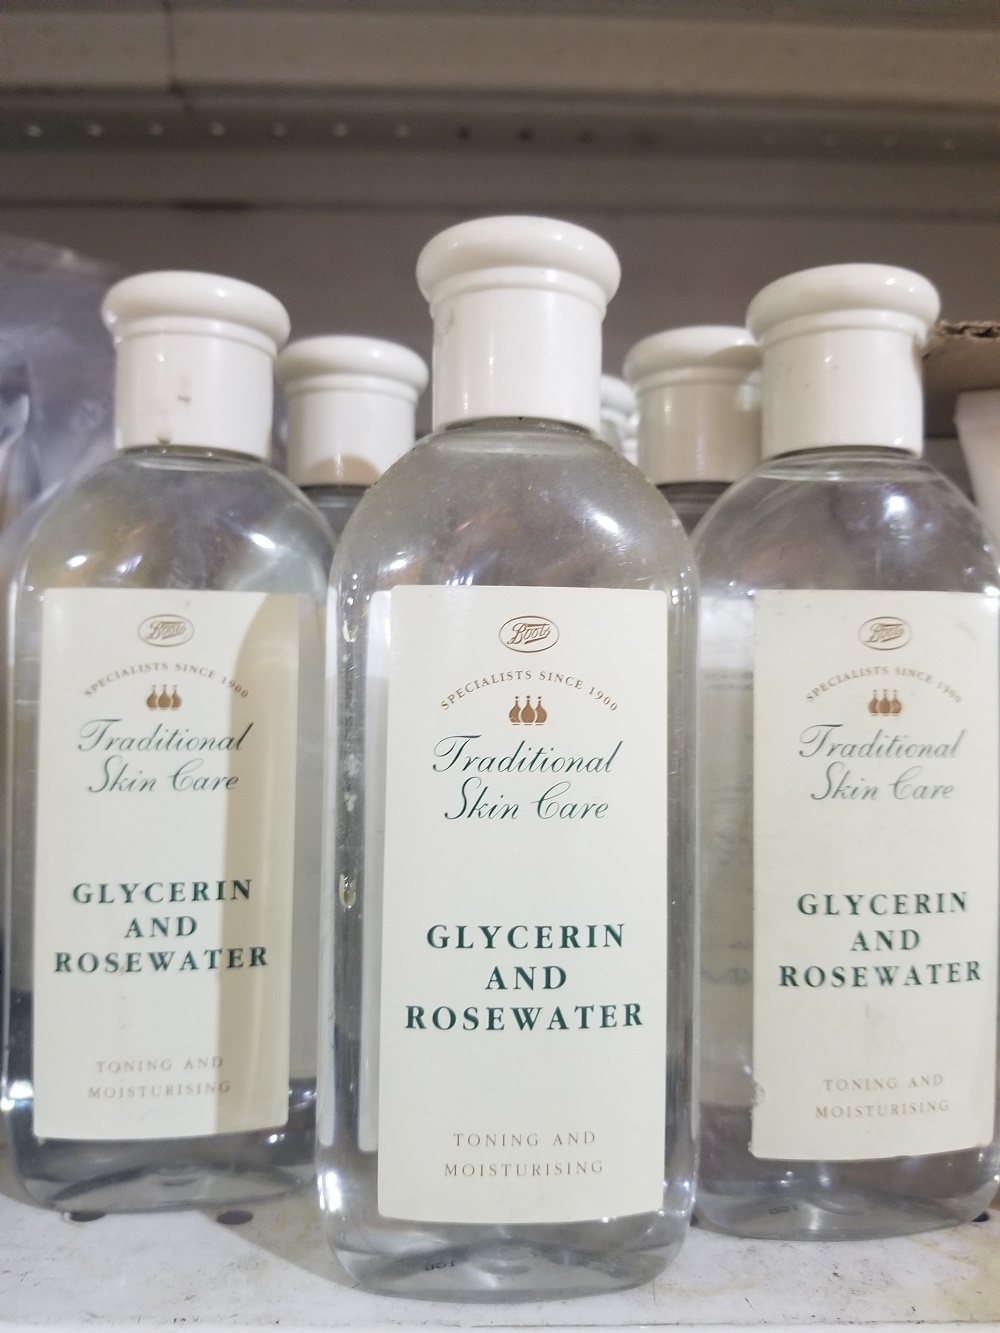 Boots
SPECIALISTS SINCE 1900
Traditional
Skin Care
GLYCERIN
AND
ROSEWATER
TONING AND
MOISTURISING
Boots
SPECIALISTS SINCE 1900
Traditional
Skin Care
GLYCERIN
AND
ROSEWATER
TONING AND
MOISTURISING
Boots
SPECIALISTS SINCE 1900
Traditional
Skin Care
GLYCERIN
AND
ROSEWATER
TONING AND
MOISTURISING